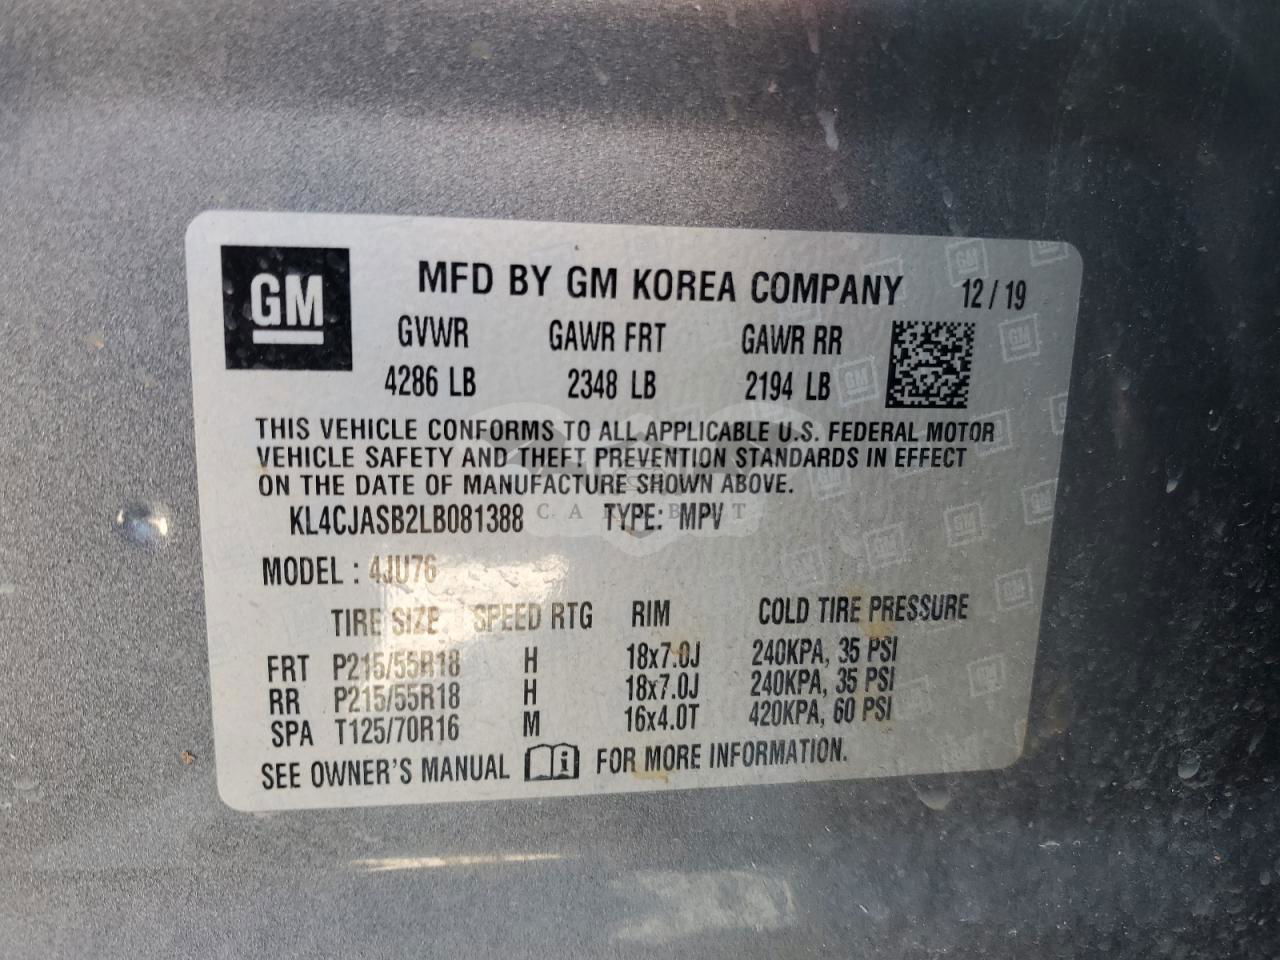 GM
MFD BY GM KOREA COMPANY 12/19
GVWR GAWR FRT GAWR RR
4286 LB 2348 LB 2194 LB
THIS VEHICLE CONFORMS TO ALL APPLICABLE U.S. FEDERAL MOTOR
VEHICLE SAFETY AND THEFT PREVENTION STANDARDS IN EFFECT
ON THE DATE OF MANUFACTURE SHOWN ABOVE.
KL4CJASB2LB081388 TYPE: MPV
MODEL : 4JU76
TIRE SIZE SPEED RTG RIM COLD TIRE PRESSURE
FRT P215/55R18 H 18x7.0J 240KPA, 35 PSI
RR P215/55R18 H 18x7.0J 240KPA, 35 PSI
SPA T125/70R16 M 16x4.0T 420KPA, 60 PSI
SEE OWNER'S MANUAL i FOR MORE INFORMATION.